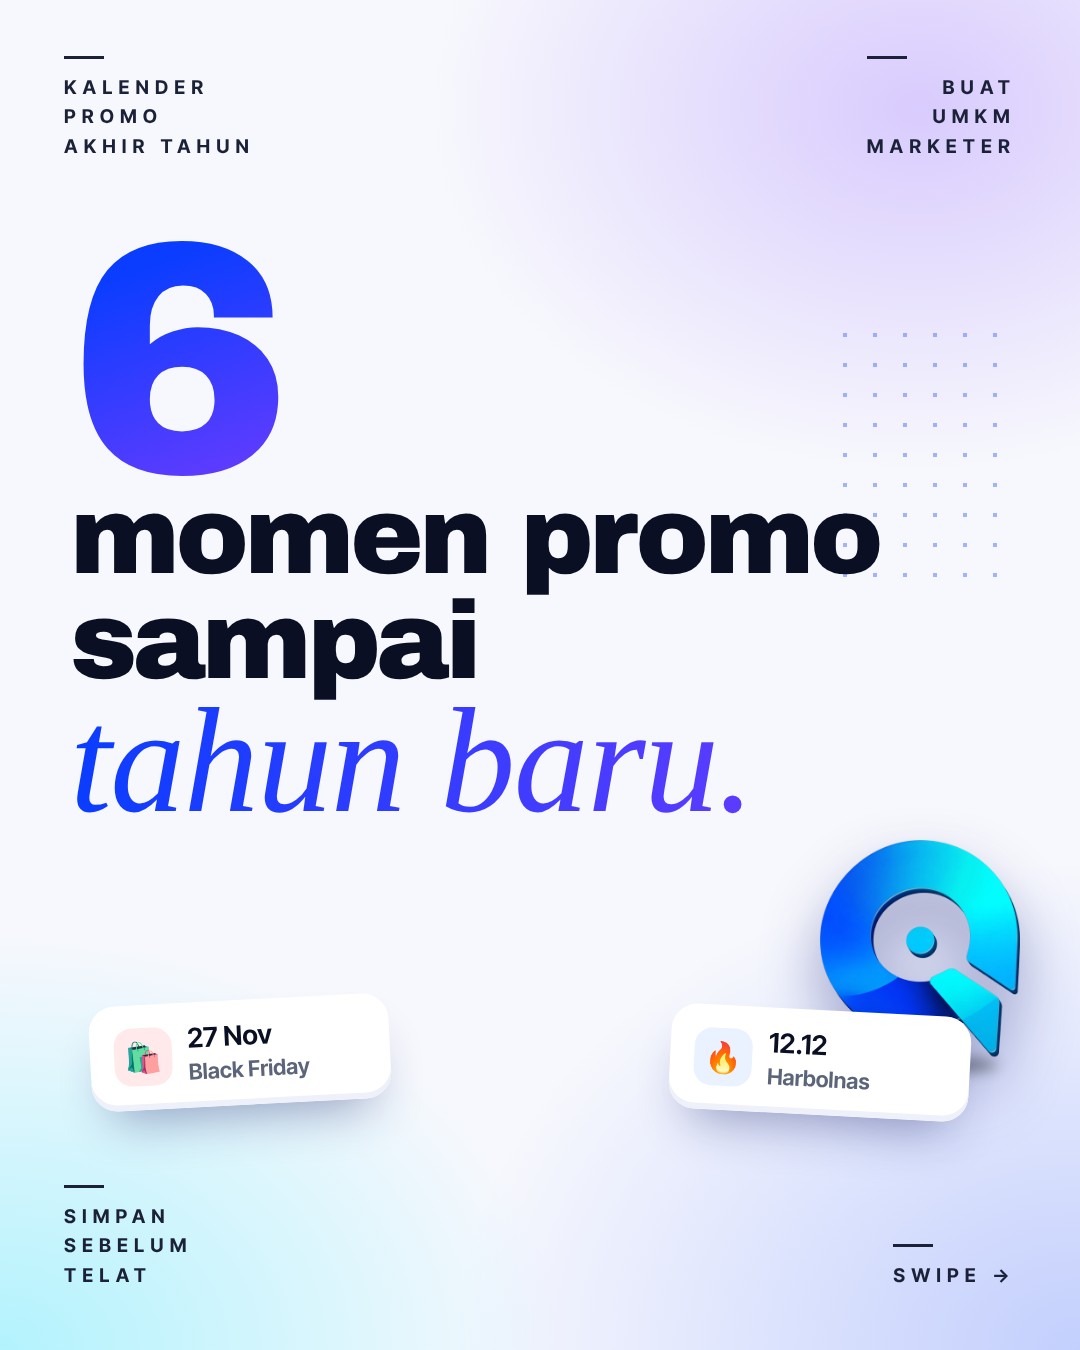 KALENDER
PROMO
AKHIR TAHUN
BUAT
UMKM
MARKETER
6
momen promo
sampai
tahun baru.
27 Nov
Black Friday
12.12
Harbolnas
SIMPAN
SEBELUM
TELAT
SWIPE →